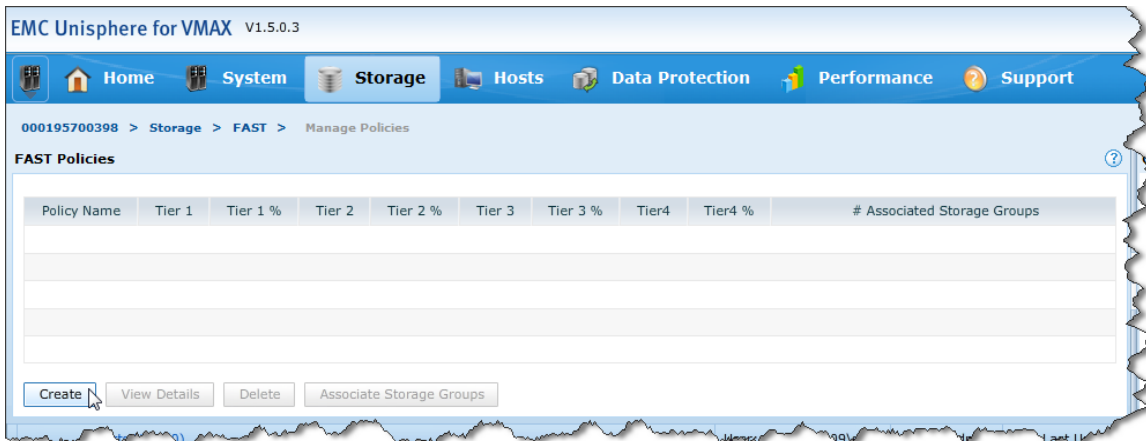 EMC Unisphere for VMAX V1.5.0.3
Home System Storage Hosts Data Protection Performance Support
000195700398 > Storage > FAST > Manage Policies
FAST Policies
Policy Name Tier 1 Tier 1 % Tier 2 Tier 2 % Tier 3 Tier 3 % Tier4 Tier4 % # Associated Storage Groups
Create View Details Delete Associate Storage Groups